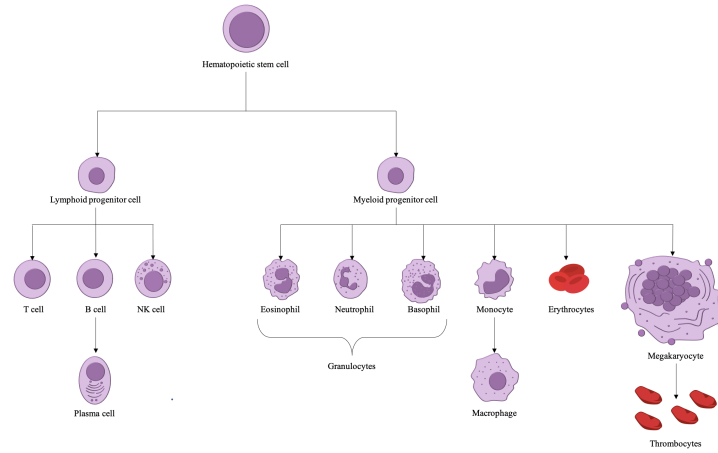 Hematopoietic stem cell
Lymphoid progenitor cell
Myeloid progenitor cell
T cell
B cell
NK cell
Eosinophil
Neutrophil
Basophil
Monocyte
Erythrocytes
Megakaryocyte
Granulocytes
Plasma cell
Macrophage
Thrombocytes